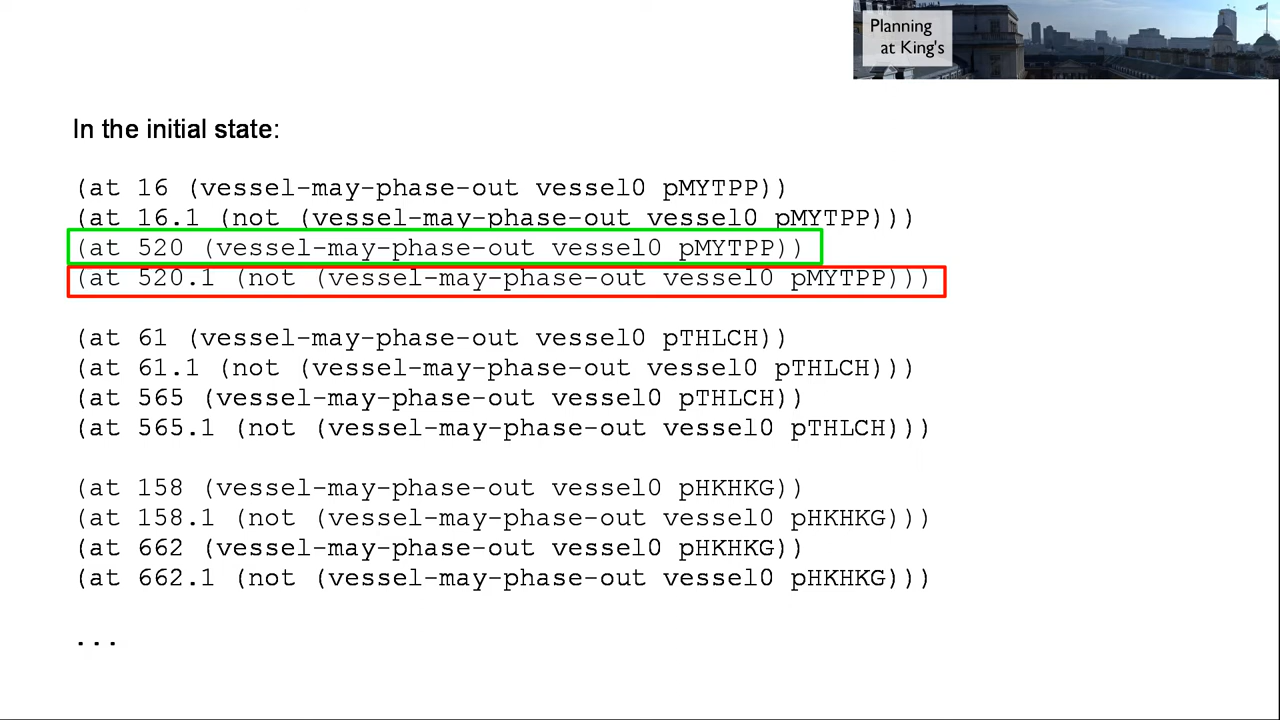 Planning
at King's
In the initial state:
(at 16 (vessel-may-phase-out vessel0 pMYTPP))
(at 16.1 (not (vessel-may-phase-out vessel0 pMYTPP)))
(at 520 (vessel-may-phase-out vessel0 pMYTPP))
(at 520.1 (not (vessel-may-phase-out vessel0 pMYTPP)))
(at 61 (vessel-may-phase-out vessel0 pTHLCH))
(at 61.1 (not (vessel-may-phase-out vessel0 pTHLCH)))
(at 565 (vessel-may-phase-out vessel0 pTHLCH))
(at 565.1 (not (vessel-may-phase-out vessel0 pTHLCH)))
(at 158 (vessel-may-phase-out vessel0 pHKHKG))
(at 158.1 (not (vessel-may-phase-out vessel0 pHKHKG)))
(at 662 (vessel-may-phase-out vessel0 pHKHKG))
(at 662.1 (not (vessel-may-phase-out vessel0 pHKHKG)))
...